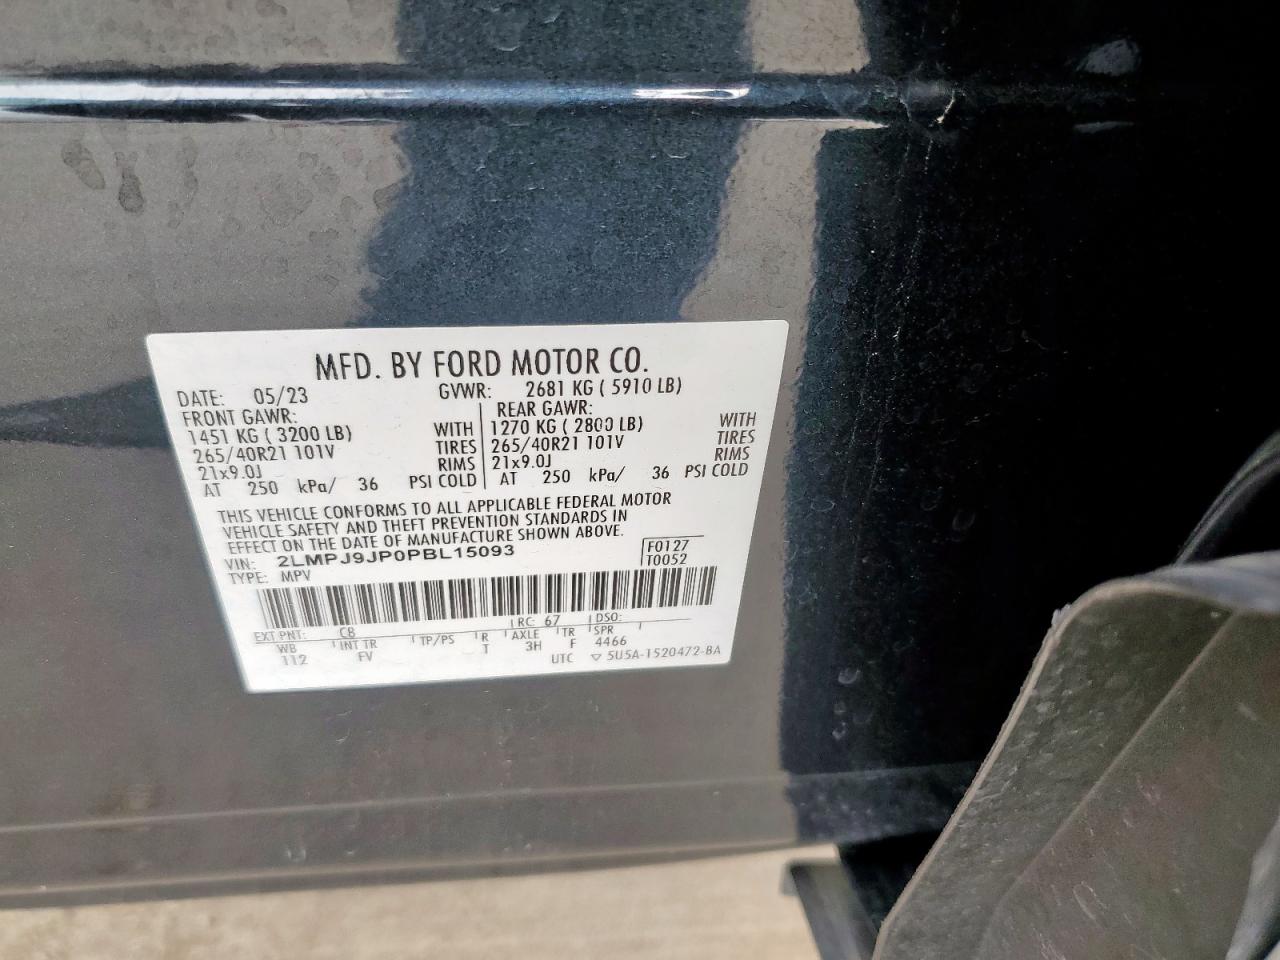 MFD. BY FORD MOTOR CO.
DATE: 05/23 GVWR: 2681 KG ( 5910 LB)
FRONT GAWR: REAR GAWR:
1451 KG ( 3200 LB) WITH 1270 KG ( 2800 LB) WITH
265/40R21 101V TIRES 265/40R21 101V TIRES
21x9.0J RIMS 21x9.0J RIMS
AT 250 kPa/ 36 PSI COLD AT 250 kPa/ 36 PSI COLD
THIS VEHICLE CONFORMS TO ALL APPLICABLE FEDERAL MOTOR
VEHICLE SAFETY AND THEFT PREVENTION STANDARDS IN
EFFECT ON THE DATE OF MANUFACTURE SHOWN ABOVE.
VIN: 2LMPJ9JP0PBL15093 F0127
TYPE: MPV T0052
EXT PNT: C8 RC: 67 DSO:
WB INT TR TP/PS R AXLE TR SPR
112 FV T 3H F 4466
UTC ▽ 5U5A-1520472-BA